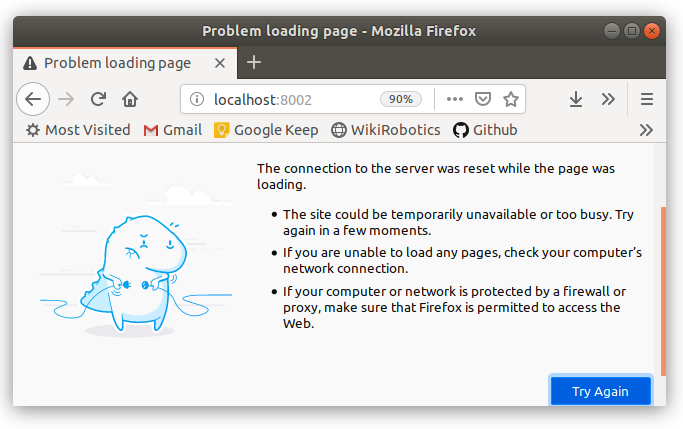 Problem loading page - Mozilla Firefox
Problem loading page
localhost:8002 90%
Most Visited Gmail Google Keep WikiRobotics Github
The connection to the server was reset while the page was
loading.
The site could be temporarily unavailable or too busy. Try
again in a few moments.
If you are unable to load any pages, check your computer’s
network connection.
If your computer or network is protected by a firewall or
proxy, make sure that Firefox is permitted to access the
Web.
Try Again